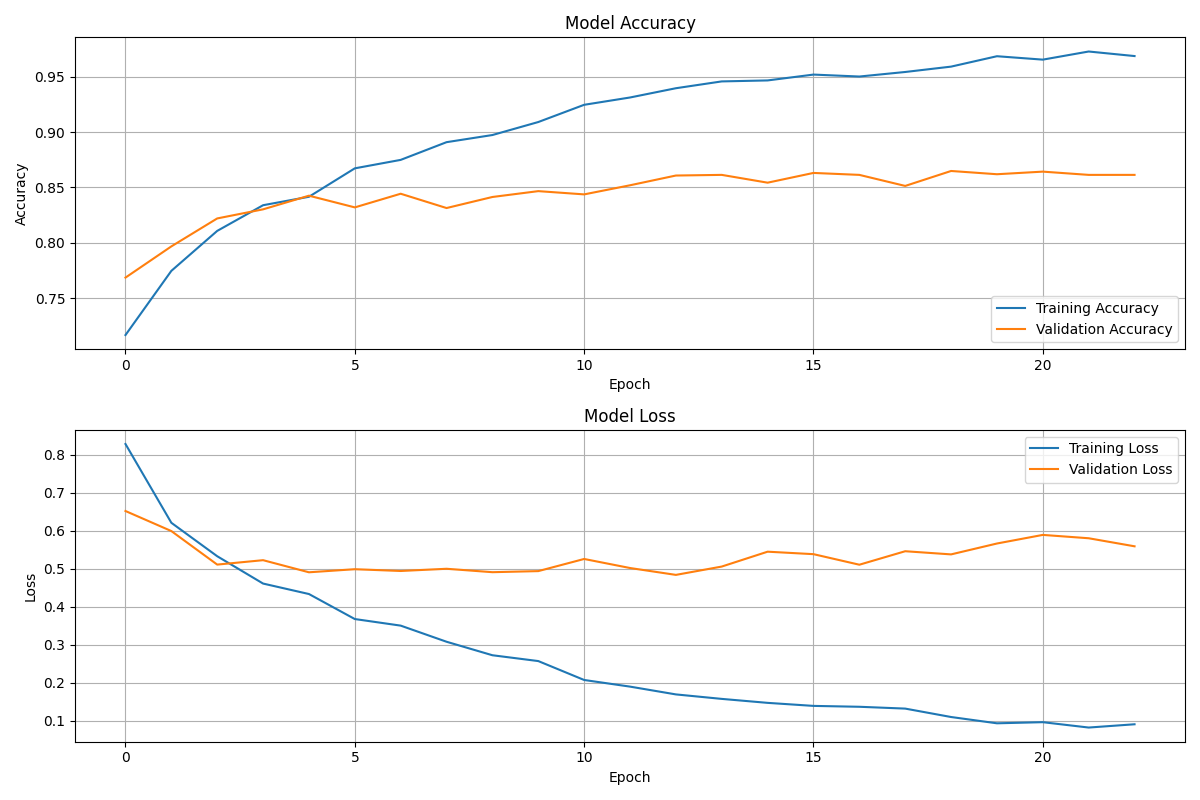 Model Accuracy
Accuracy
0.95
0.90
0.85
0.80
0.75
Training Accuracy
Validation Accuracy
0 5 10 15 20
Epoch
Model Loss
Loss
0.8
0.7
0.6
0.5
0.4
0.3
0.2
0.1
Training Loss
Validation Loss
0 5 10 15 20
Epoch